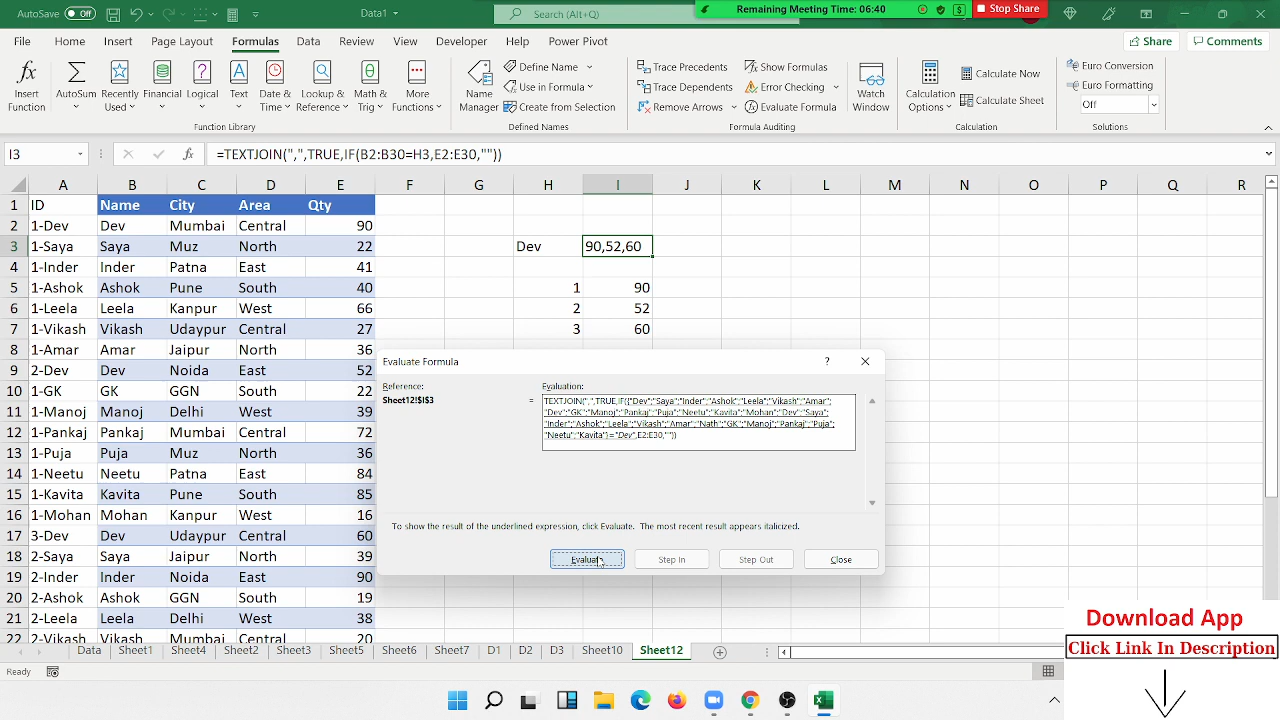 AutoSave Off Data1 Search (Alt+Q) Remaining Meeting Time: 06:40 Stop Share
File Home Insert Page Layout Formulas Data Review View Developer Help Power Pivot Share Comments
Insert Function AutoSum Recently Used Financial Logical Text Date & Time Lookup & Reference Math & Trig More Functions
Function Library
Name Manager Define Name Use in Formula Create from Selection
Defined Names
Trace Precedents Trace Dependents Remove Arrows Show Formulas Error Checking Evaluate Formula Watch Window
Formula Auditing
Calculation Options Calculate Now Calculate Sheet
Calculation
Euro Conversion Euro Formatting Off
Solutions
I3 fx =TEXTJOIN(",",TRUE,IF(B2:B30=H3,E2:E30,""))
A B C D E F G H I J K L M N O P Q R
1 ID Name City Area Qty
2 1-Dev Dev Mumbai Central 90
3 1-Saya Saya Muz North 22 Dev 90,52,60
4 1-Inder Inder Patna East 41
5 1-Ashok Ashok Pune South 40 1 90
6 1-Leela Leela Kanpur West 66 2 52
7 1-Vikash Vikash Udaypur Central 27 3 60
8 1-Amar Amar Jaipur North 36
9 2-Dev Dev Noida East 52
10 1-GK GK GGN South 22
11 1-Manoj Manoj Delhi West 39
12 1-Pankaj Pankaj Mumbai Central 72
13 1-Puja Puja Muz North 36
14 1-Neetu Neetu Patna East 84
15 1-Kavita Kavita Pune South 85
16 1-Mohan Mohan Kanpur West 16
17 3-Dev Dev Udaypur Central 60
18 2-Saya Saya Jaipur North 39
19 2-Inder Inder Noida East 90
20 2-Ashok Ashok GGN South 19
21 2-Leela Leela Delhi West 38
22 2-Vikash Vikash Mumbai Central 20
Evaluate Formula ?
Reference: Evaluation:
Sheet12!$I$3 = TEXTJOIN(",",TRUE,IF({"Dev";"Saya";"Inder";"Ashok";"Leela";"Vikash";"Amar";
"Dev";"GK";"Manoj";"Pankaj";"Puja";"Neetu";"Kavita";"Mohan";"Dev";"Saya";
"Inder";"Ashok";"Leela";"Vikash";"Amar";"Nath";"GK";"Manoj";"Pankaj";"Puja";
"Neetu";"Kavita"}="Dev",E2:E30,""))
To show the result of the underlined expression, click Evaluate. The most recent result appears italicized.
Evaluate Step In Step Out Close
Data Sheet1 Sheet4 Sheet2 Sheet3 Sheet5 Sheet6 Sheet7 D1 D2 D3 Sheet10 Sheet12
Ready
Download App
Click Link In Description